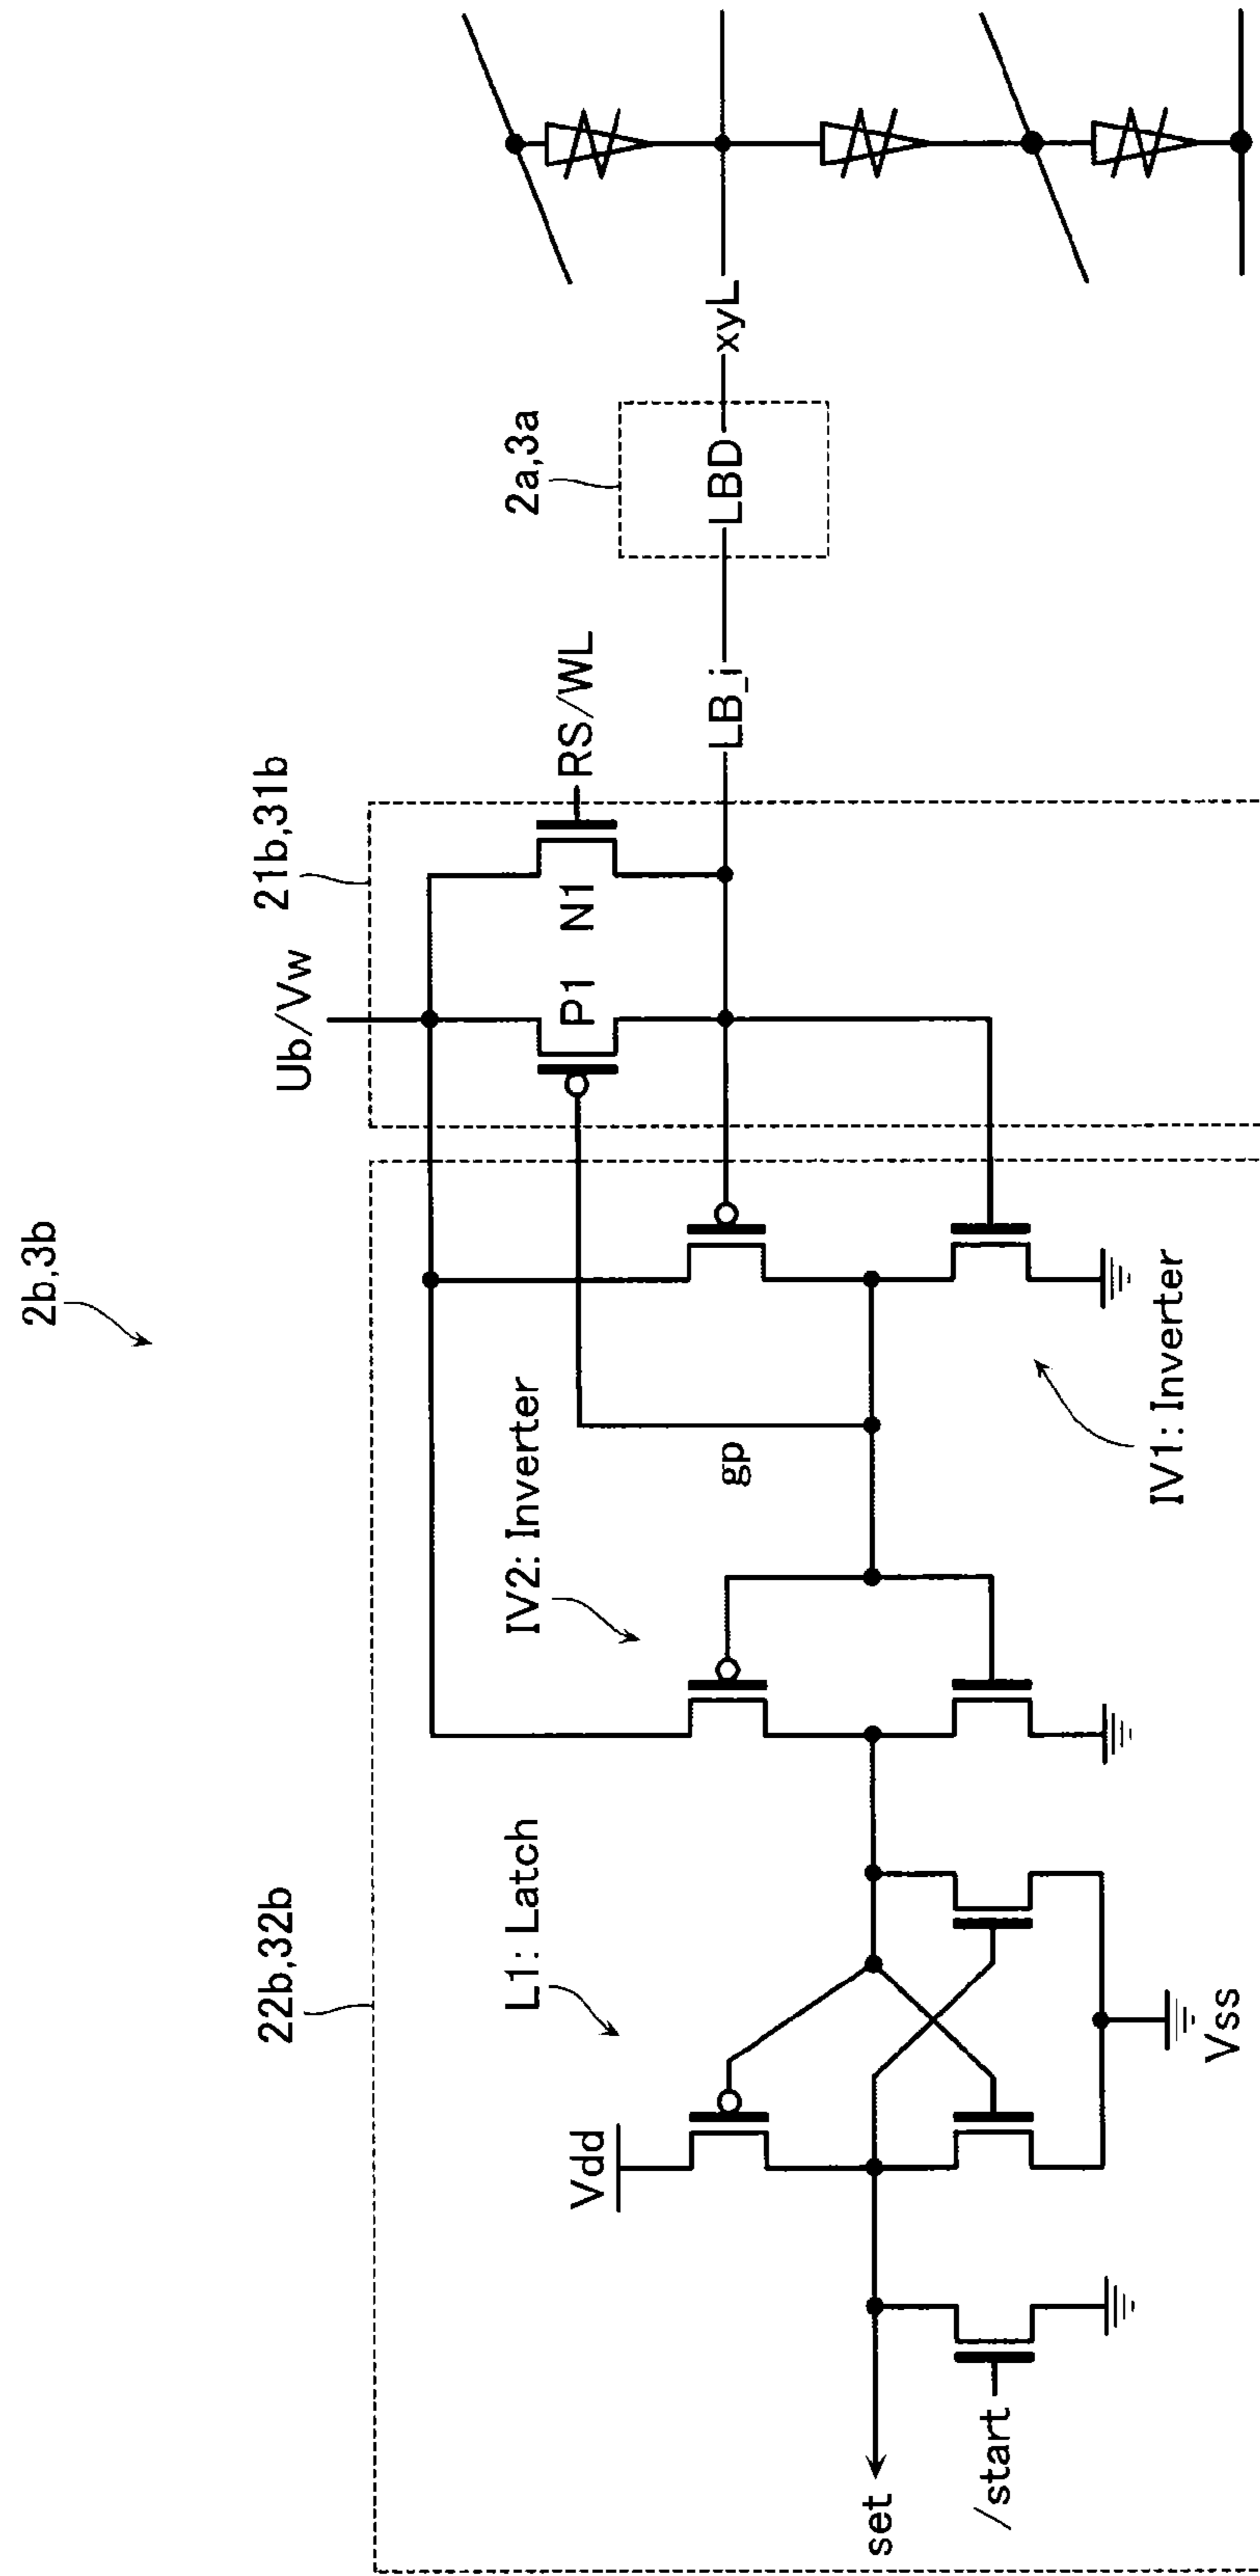 2b,3b
22b,32b
21b,31b
Ub/Vw
L1: Latch
IV2: Inverter
P1
N1
RS/WL
2a,3a
Vdd
gp
LB_i
LBD
xyL
set
/start
Vss
IV1: Inverter